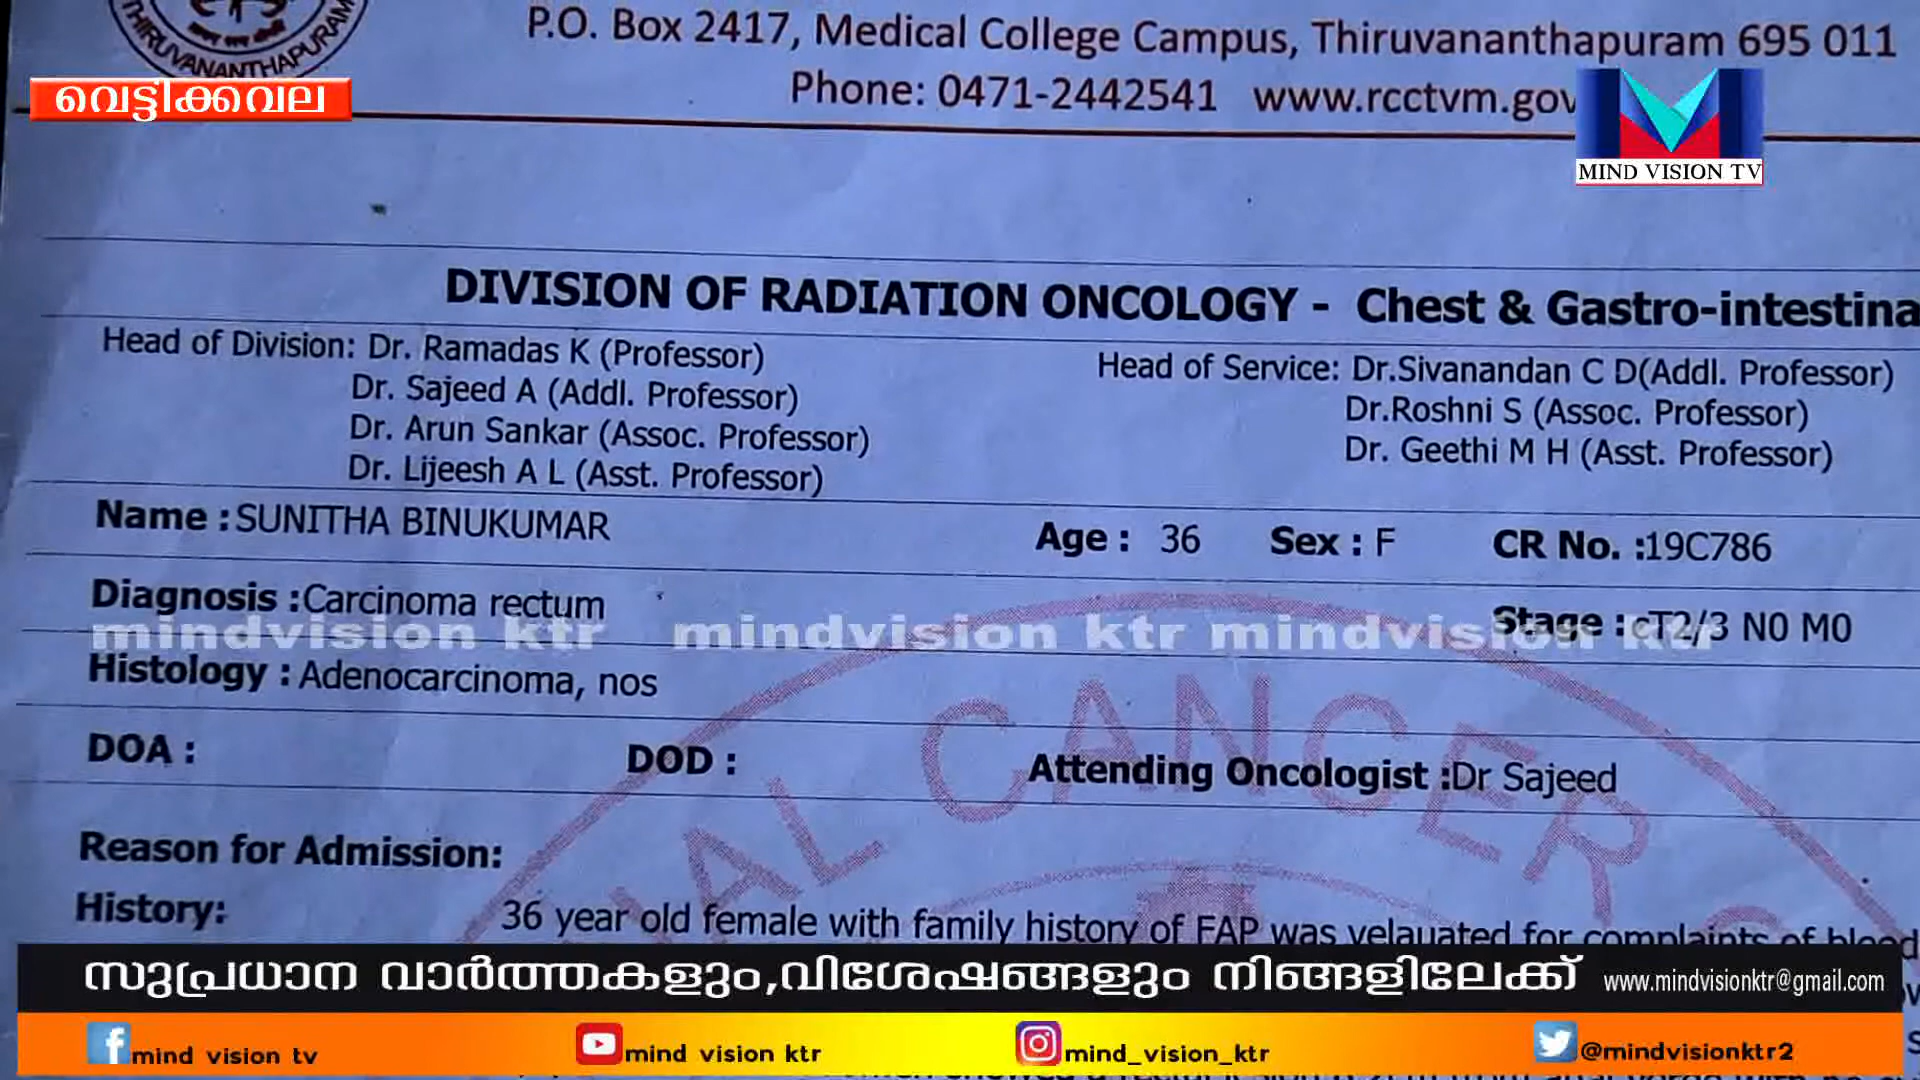 THIRUVANANTHAPURAM
P.O. Box 2417, Medical College Campus, Thiruvananthapuram 695 011
Phone: 0471-2442541 www.rcctvm.gov
വെട്ടിക്കവല
MIND VISION TV
DIVISION OF RADIATION ONCOLOGY - Chest & Gastro-intestina
Head of Division: Dr. Ramadas K (Professor)
Dr. Sajeed A (Addl. Professor)
Dr. Arun Sankar (Assoc. Professor)
Dr. Lijeesh A L (Asst. Professor)
Head of Service: Dr.Sivanandan C D(Addl. Professor)
Dr.Roshni S (Assoc. Professor)
Dr. Geethi M H (Asst. Professor)
Name : SUNITHA BINUKUMAR Age : 36 Sex : F CR No. :19C786
Diagnosis :Carcinoma rectum Stage :cT2/3 N0 M0
mindvision ktr mindvision ktr mindvision ktr
Histology : Adenocarcinoma, nos
DOA : DOD : Attending Oncologist :Dr Sajeed
NAL CANCER C
Reason for Admission:
History: 36 year old female with family history of FAP was velauated for complaints of blood
സുപ്രധാന വാർത്തകളും,വിശേഷങ്ങളും നിങ്ങളിലേക്ക് www.mindvisionktr@gmail.com
mind vision tv mind vision ktr mind_vision_ktr @mindvisionktr2